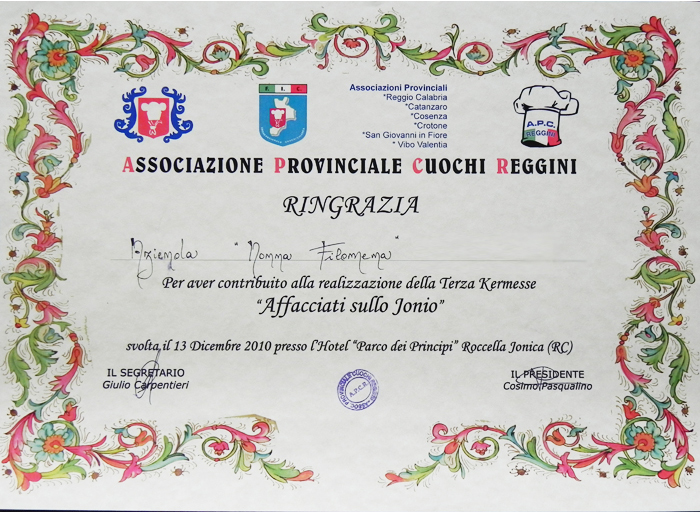 F. I. C.
Associazioni Provinciali
*Reggio Calabria
*Catanzaro
*Cosenza
*Crotone
*San Giovanni in Fiore
* Vibo Valentia
A.P.C.
REGGINI
ASSOCIAZIONE PROVINCIALE CUOCHI REGGINI
RINGRAZIA
Azienda "Nonna Filomena"
Per aver contribuito alla realizzazione della Terza Kermesse
"Affacciati sullo Jonio"
svolta il 13 Dicembre 2010 presso l'Hotel "Parco dei Principi" Roccella Jonica (RC)
IL SEGRETARIO
Giulio Carpentieri
A.P.C.R.
IL PRESIDENTE
Cosimo Pasqualino